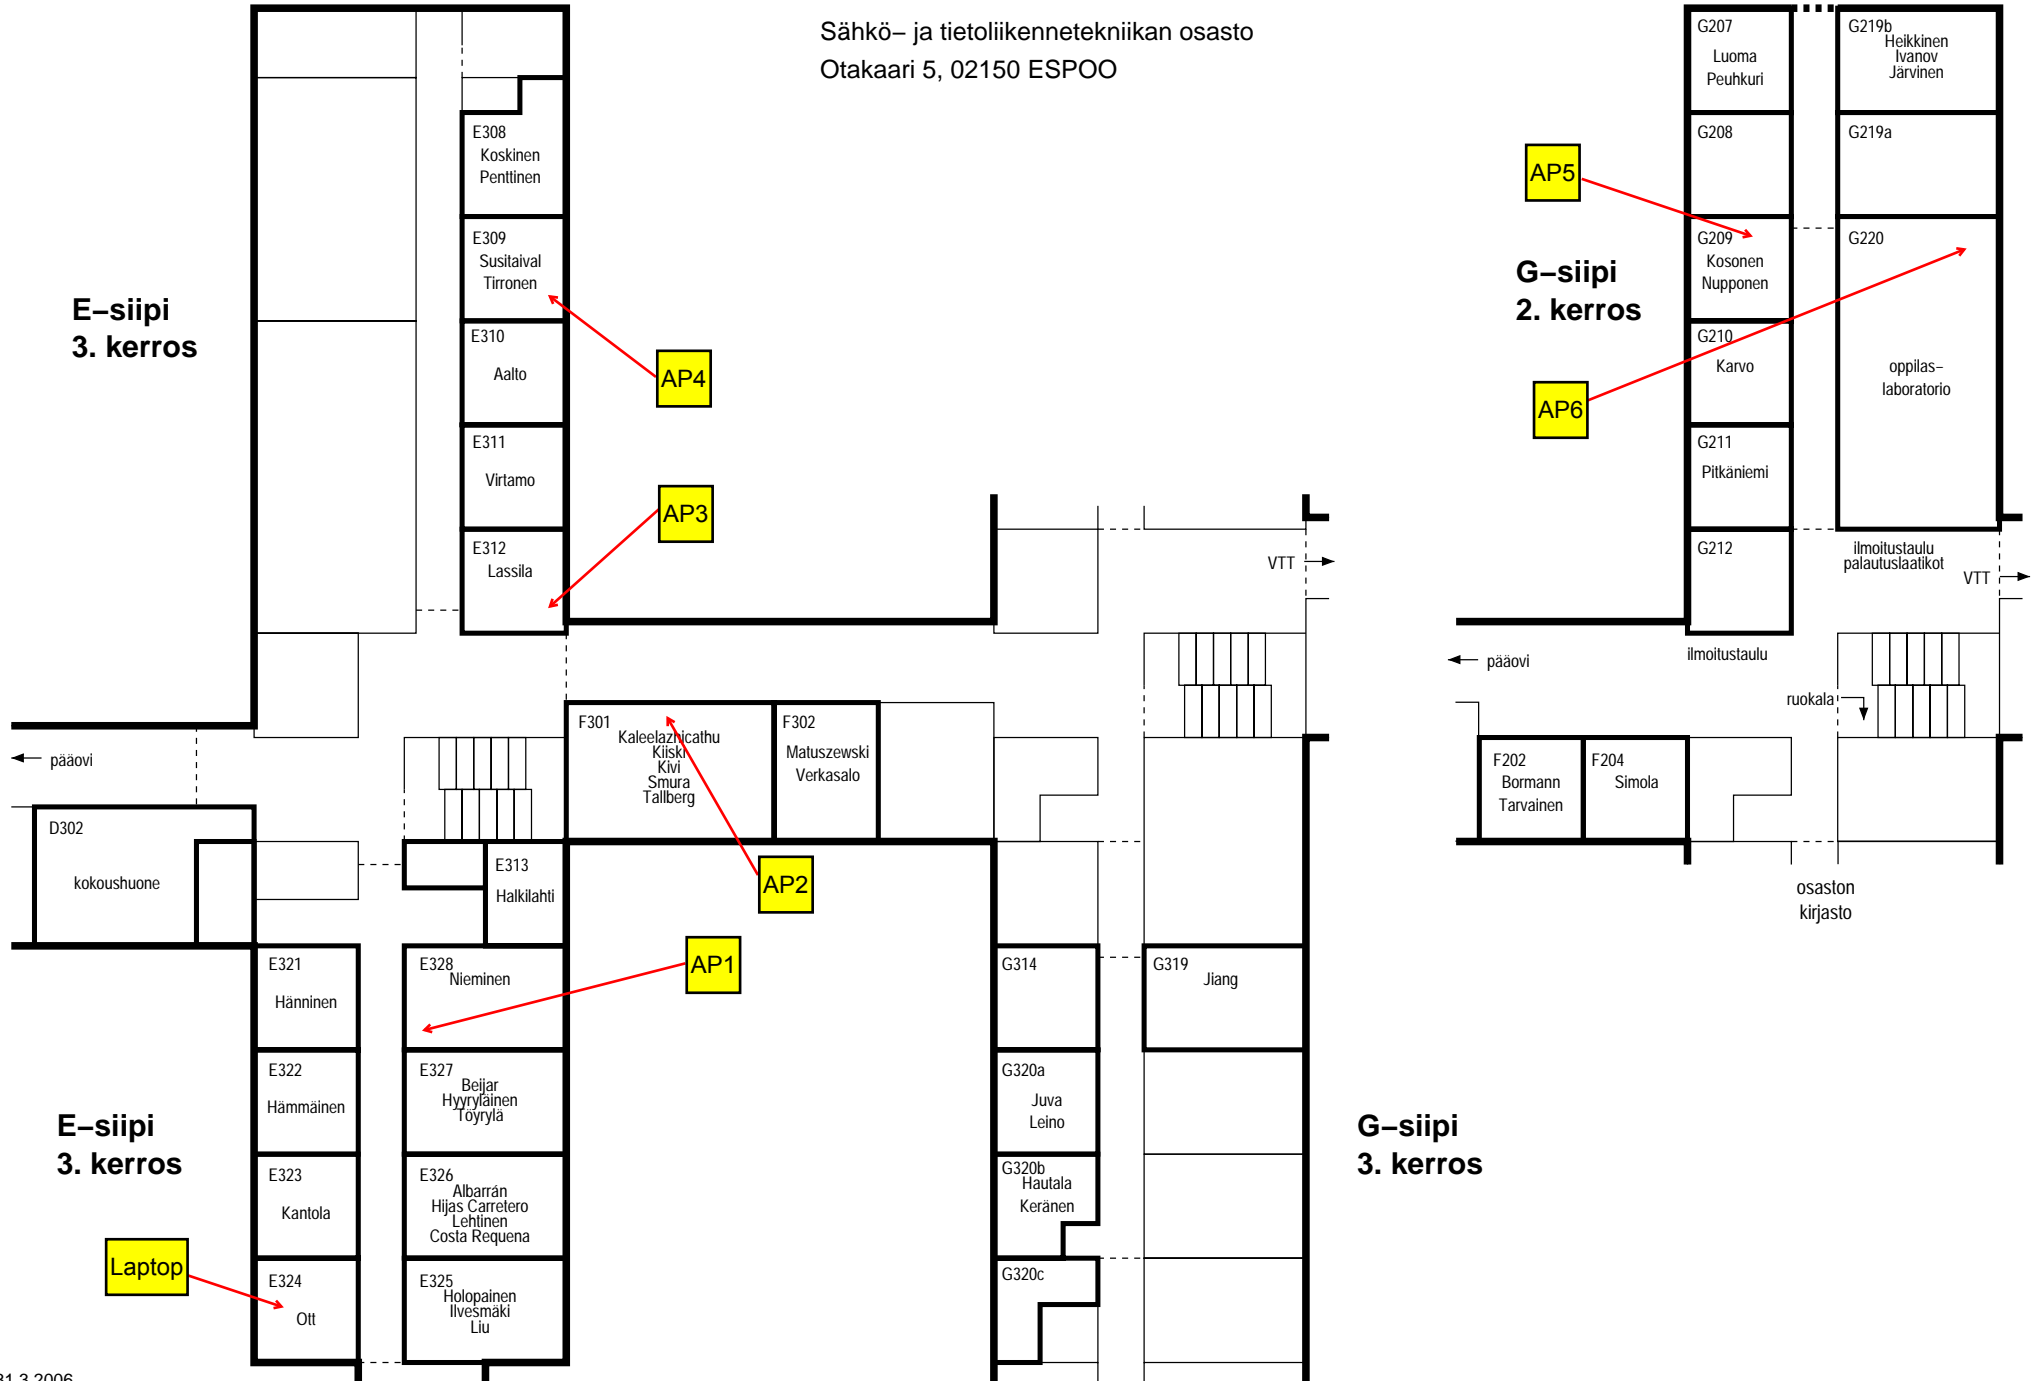 Sähkö– ja tietoliikennetekniikan osasto
Otakaari 5, 02150 ESPOO
E–siipi
3. kerros
E308
Koskinen
Penttinen
E309
Susitaival
Tirronen
E310
Aalto
E311
Virtamo
E312
Lassila
AP4
AP3
G–siipi
2. kerros
AP5
AP6
G207
Luoma
Peuhkuri
G208
G209
Kosonen
Nupponen
G210
Karvo
G211
Pitkäniemi
G212
G219b
Heikkinen
Ivanov
Järvinen
G219a
G220
oppilas–
laboratorio
ilmoitustaulu
palautuslaatikot
VTT
VTT
pääovi
ilmoitustaulu
ruokala
F202
Bormann
Tarvainen
F204
Simola
osaston
kirjasto
pääovi
D302
kokoushuone
F301
Kaleelazhicathu
Kiiski
Kivi
Smura
Tallberg
F302
Matuszewski
Verkasalo
AP2
E313
Halkilahti
AP1
E321
Hänninen
E328
Nieminen
E322
Hämmäinen
E327
Beijar
Hyyryläinen
Töyrylä
E–siipi
3. kerros
E323
Kantola
E326
Albarrán
Hijas Carretero
Lehtinen
Costa Requena
Laptop
E324
Ott
E325
Holopainen
Ilvesmäki
Liu
G314
G319
Jiang
G320a
Juva
Leino
G320b
Hautala
Keränen
G320c
G–siipi
3. kerros
31.3.2006